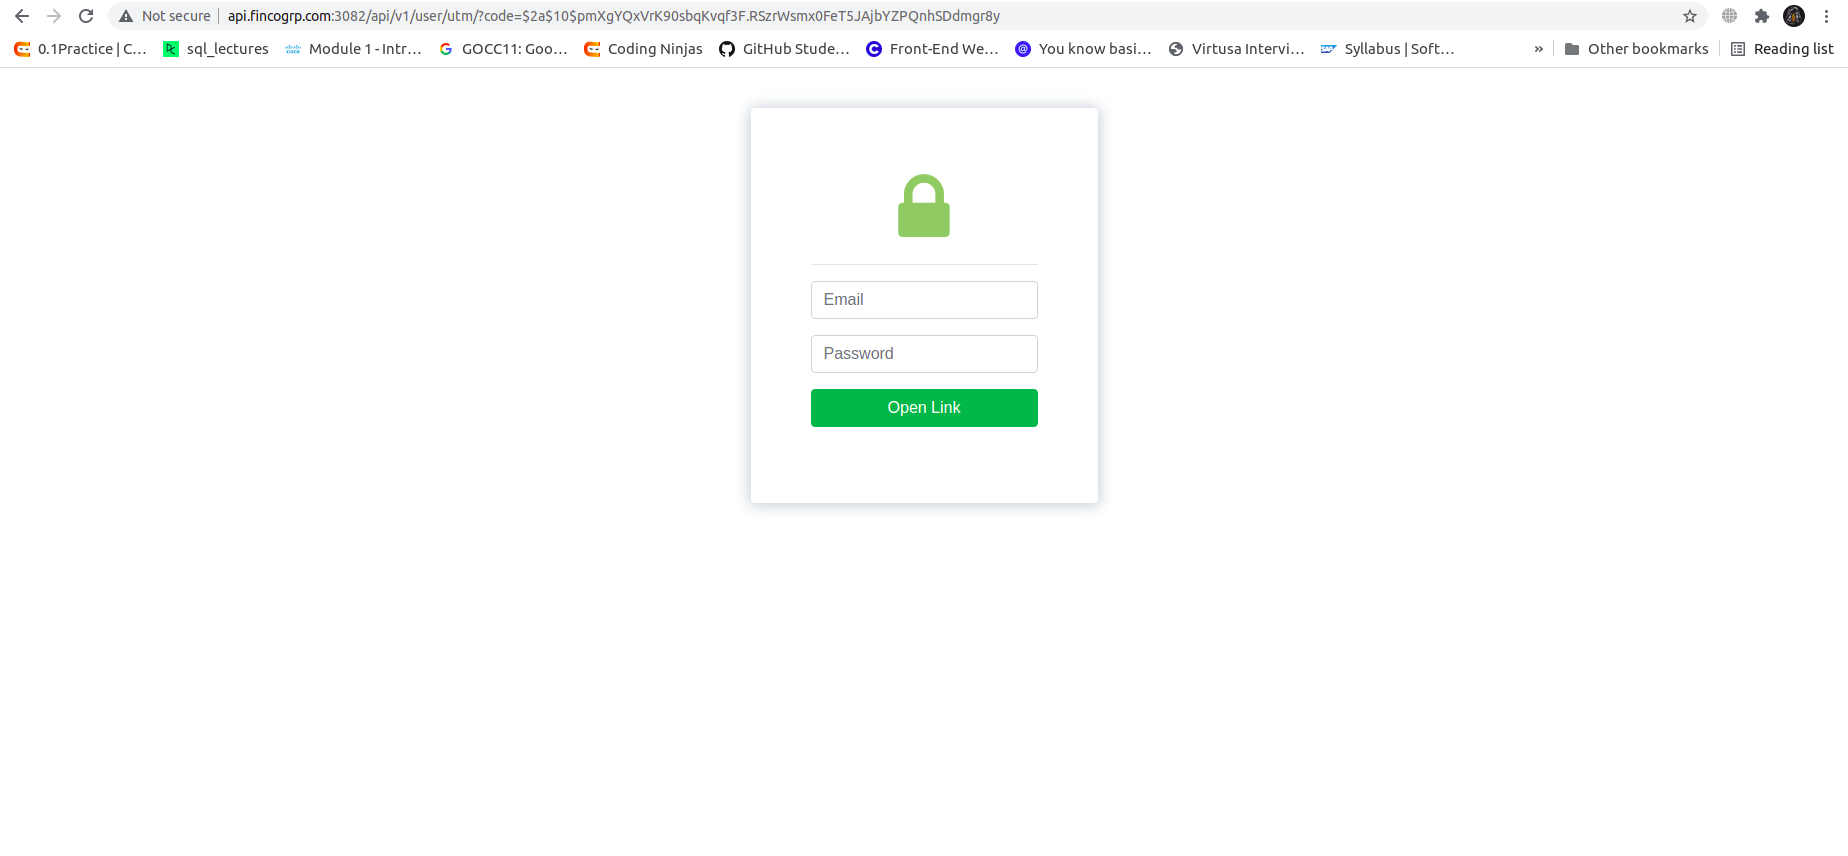 Not secure | api.fincogrp.com:3082/api/v1/user/utm/?code=$2a$10$pmXgYQxVrK90sbqKvqf3F.RSzrWsmx0FeT5JAjbYZPQnhSDdmgr8y
0.1Practice | C... sql_lectures Module 1 - Intr... GOCC11: Goo... Coding Ninjas GitHub Stude... Front-End We... You know basi... Virtusa Intervi... Syllabus | Soft... » Other bookmarks Reading list
Email
Password
Open Link